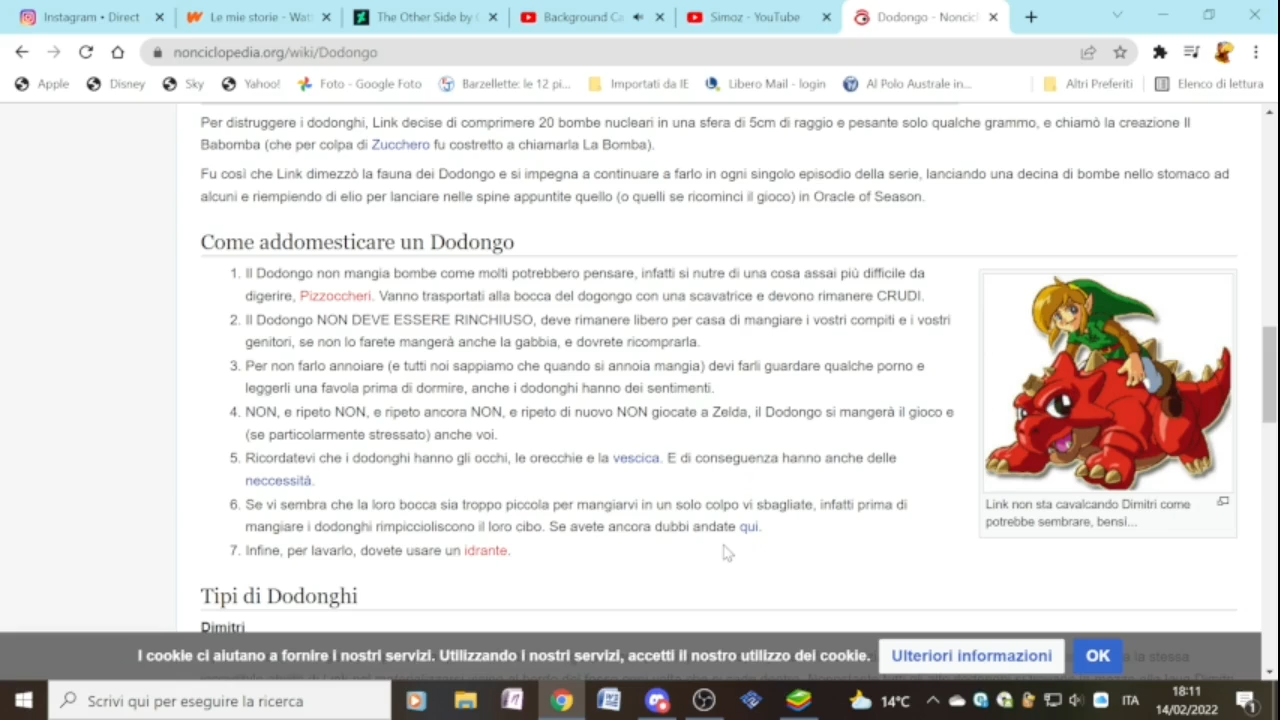 Instagram • Direct
Le mie storie - Wat
The Other Side by
Background Ca
Simoz - YouTube
Dodongo - Noncicl
nonciclopedia.org/wiki/Dodongo
Apple
Disney
Sky
Yahoo!
Foto - Google Foto
Barzellette: le 12 pi...
Importati da IE
Libero Mail - login
Al Polo Australe in...
Altri Preferiti
Elenco di lettura
Per distruggere i dodonghi, Link decise di comprimere 20 bombe nucleari in una sfera di 5cm di raggio e pesante solo qualche grammo, e chiamò la creazione Il
Babomba (che per colpa di Zucchero fu costretto a chiamarla La Bomba).
Fu così che Link dimezzò la fauna dei Dodongo e si impegna a continuare a farlo in ogni singolo episodio della serie, lanciando una decina di bombe nello stomaco ad
alcuni e riempiendo di elio per lanciare nelle spine appuntite quello (o quelli se ricominci il gioco) in Oracle of Season.
Come addomesticare un Dodongo
1. Il Dodongo non mangia bombe come molti potrebbero pensare, infatti si nutre di una cosa assai più difficile da
digerire, Pizzoccheri. Vanno trasportati alla bocca del dogongo con una scavatrice e devono rimanere CRUDI.
2. Il Dodongo NON DEVE ESSERE RINCHIUSO, deve rimanere libero per casa di mangiare i vostri compiti e i vostri
genitori, se non lo farete mangerà anche la gabbia, e dovrete ricomprarla.
3. Per non farlo annoiare (e tutti noi sappiamo che quando si annoia mangia) devi farli guardare qualche porno e
leggerli una favola prima di dormire, anche i dodonghi hanno dei sentimenti.
4. NON, e ripeto NON, e ripeto ancora NON, e ripeto di nuovo NON giocate a Zelda, il Dodongo si mangerà il gioco e
(se particolarmente stressato) anche voi.
5. Ricordatevi che i dodonghi hanno gli occhi, le orecchie e la vescica. E di conseguenza hanno anche delle
neccessità.
6. Se vi sembra che la loro bocca sia troppo piccola per mangiarvi in un solo colpo vi sbagliate, infatti prima di
mangiare i dodonghi rimpiccioliscono il loro cibo. Se avete ancora dubbi andate qui.
7. Infine, per lavarlo, dovete usare un idrante.
Link non sta cavalcando Dimitri come
potrebbe sembrare, bensì...
Tipi di Dodonghi
Dimitri
I cookie ci aiutano a fornire i nostri servizi. Utilizzando i nostri servizi, accetti il nostro utilizzo dei cookie.
Ulteriori informazioni
OK
Scrivi qui per eseguire la ricerca
14°C
ITA
18:11
14/02/2022
1